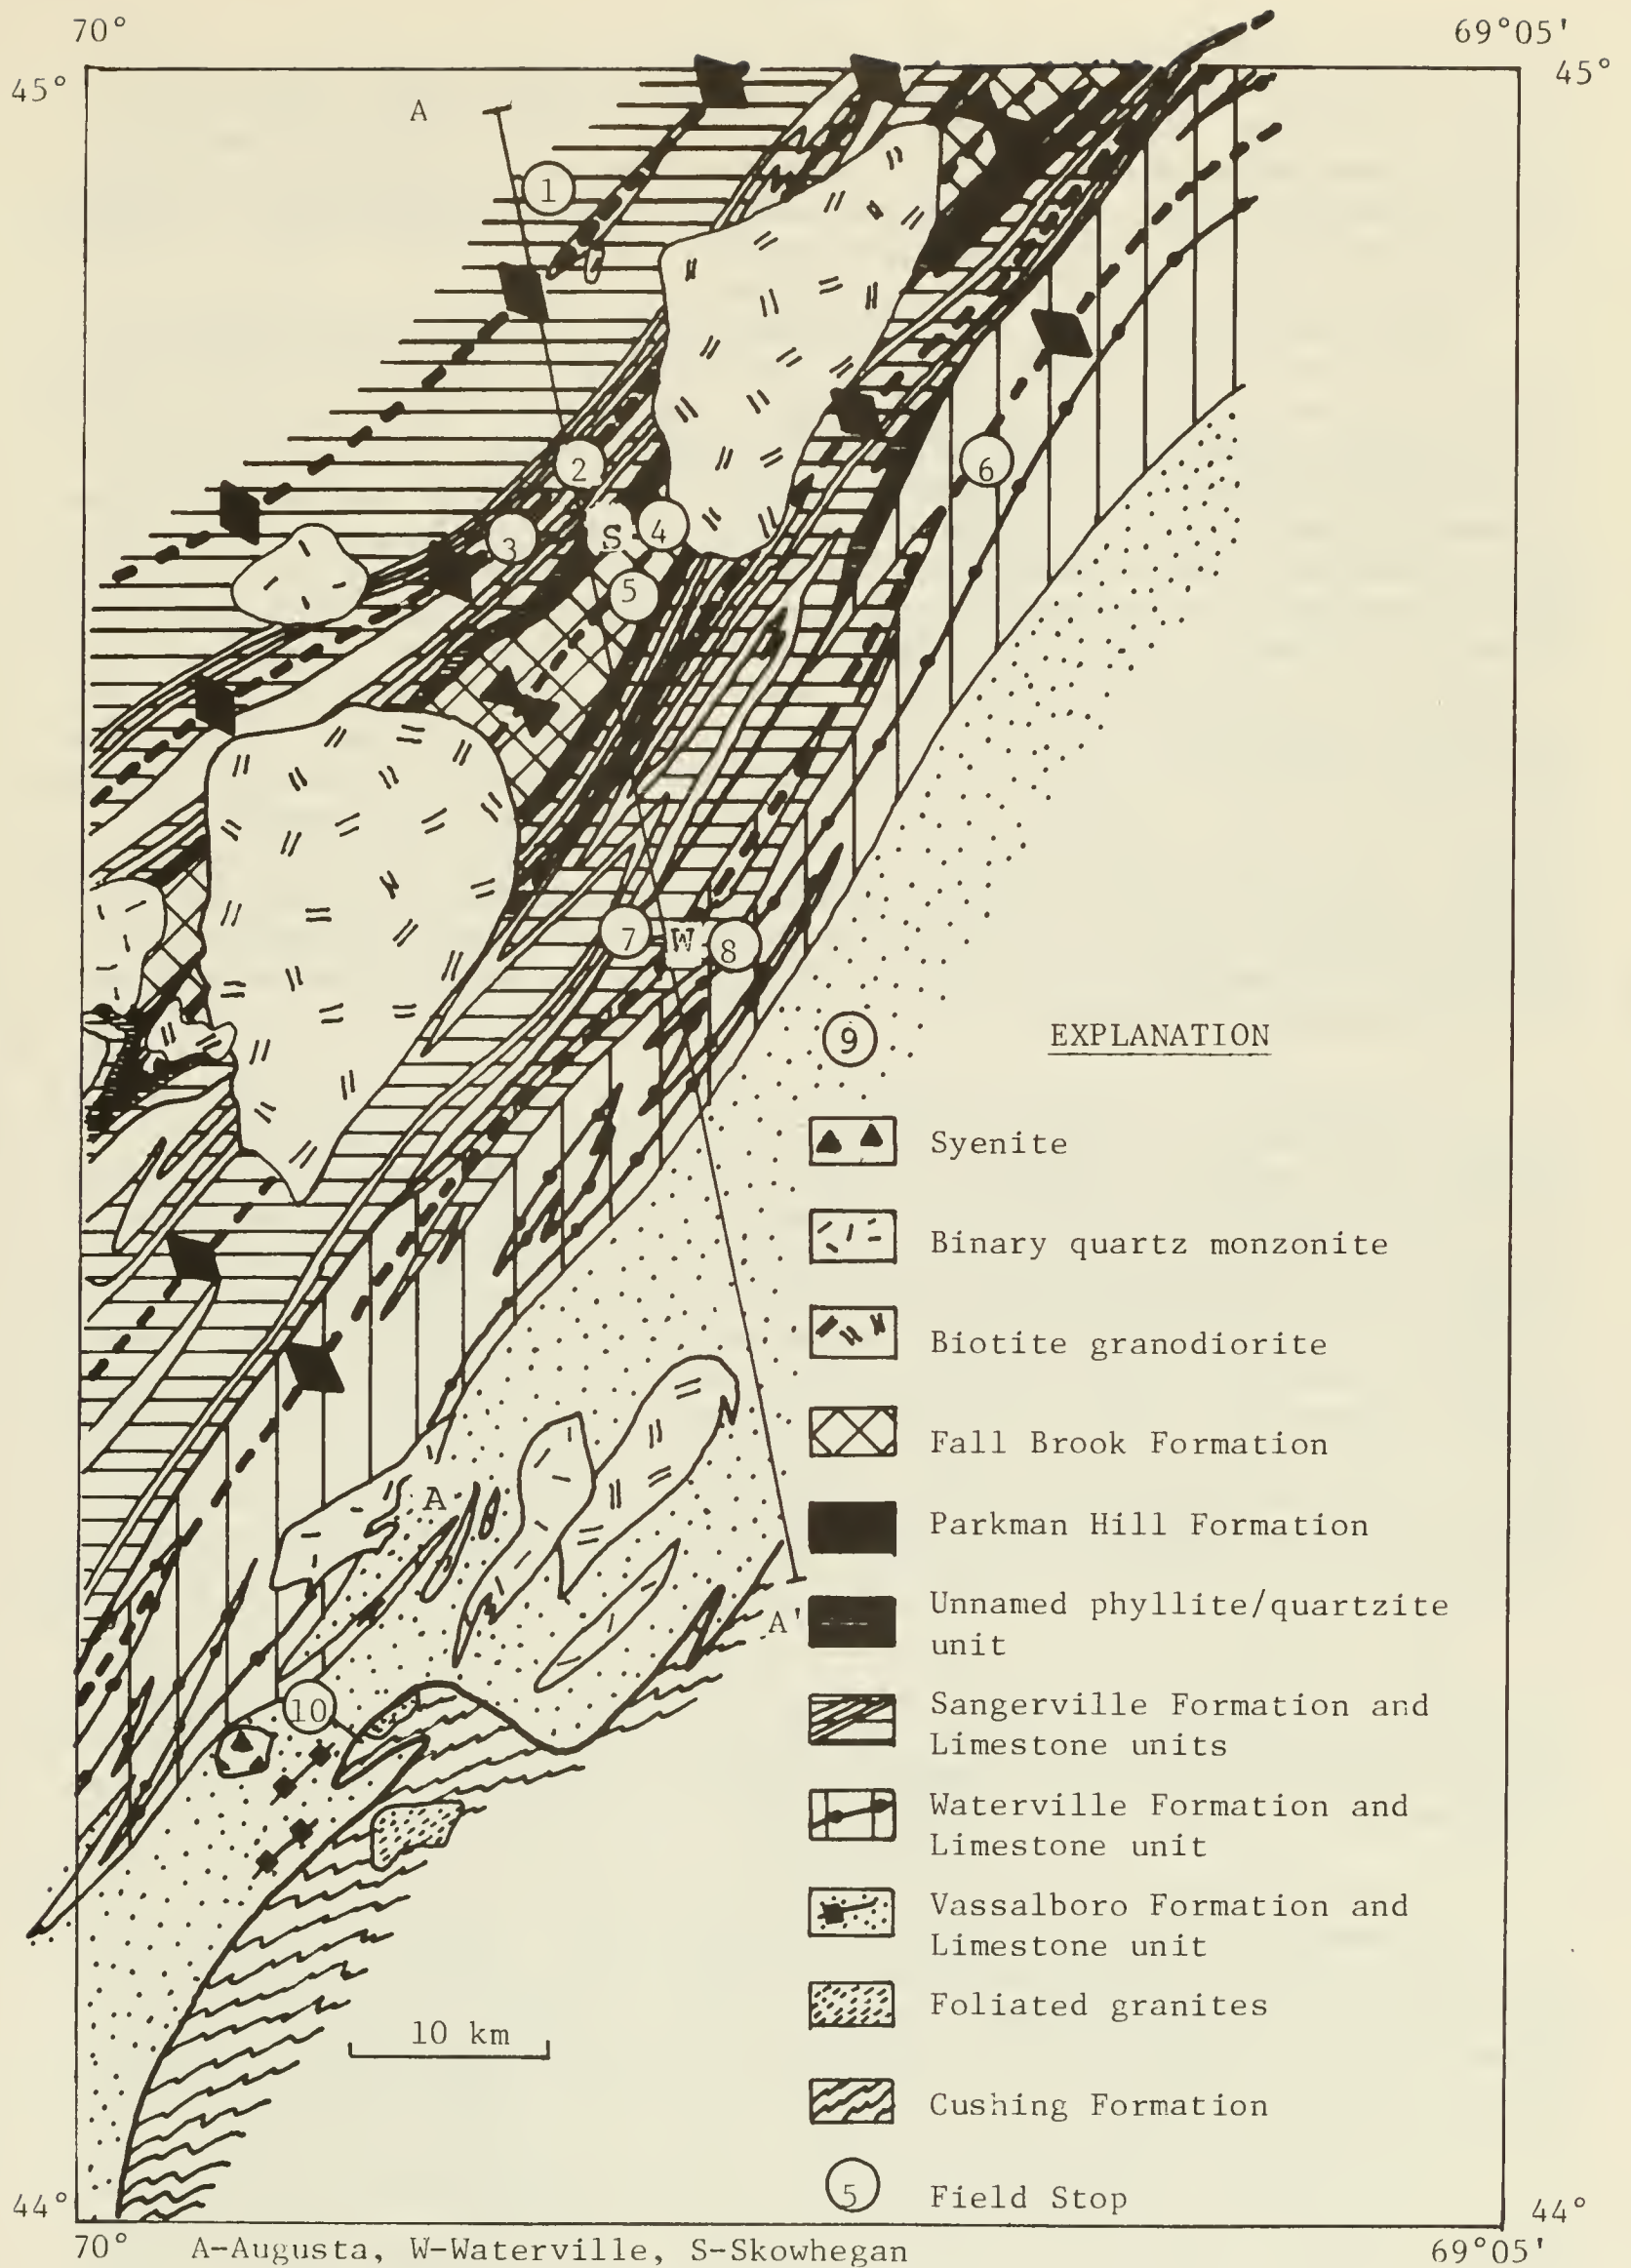 70°
69°05'
45°
45°
A
1
2
S
4
3
5
6
7
W
8
9
EXPLANATION
Syenite
Binary quartz monzonite
Biotite granodiorite
Fall Brook Formation
A
Parkman Hill Formation
Unnamed phyllite/quartzite
unit
A'
Sangerville Formation and
Limestone units
10
Waterville Formation and
Limestone unit
Vassalboro Formation and
Limestone unit
Foliated granites
10 km
Cushing Formation
5
Field Stop
44°
44°
70°
A-Augusta, W-Waterville, S-Skowhegan
69°05'